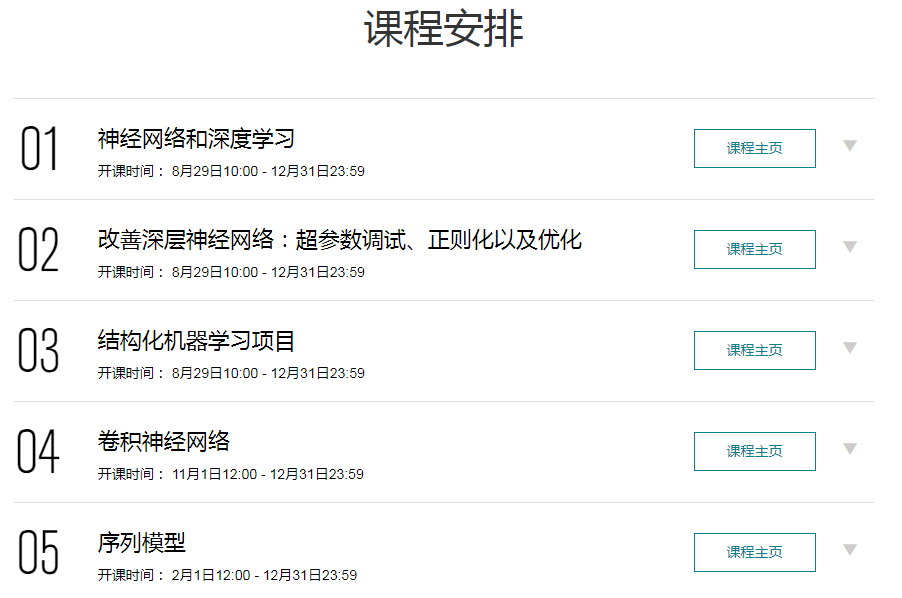 课程安排
01
神经网络和深度学习
开课时间： 8月29日10:00 - 12月31日23:59
课程主页
02
改善深层神经网络：超参数调试、正则化以及优化
开课时间： 8月29日10:00 - 12月31日23:59
课程主页
03
结构化机器学习项目
开课时间： 8月29日10:00 - 12月31日23:59
课程主页
04
卷积神经网络
开课时间： 11月1日12:00 - 12月31日23:59
课程主页
05
序列模型
开课时间： 2月1日12:00 - 12月31日23:59
课程主页